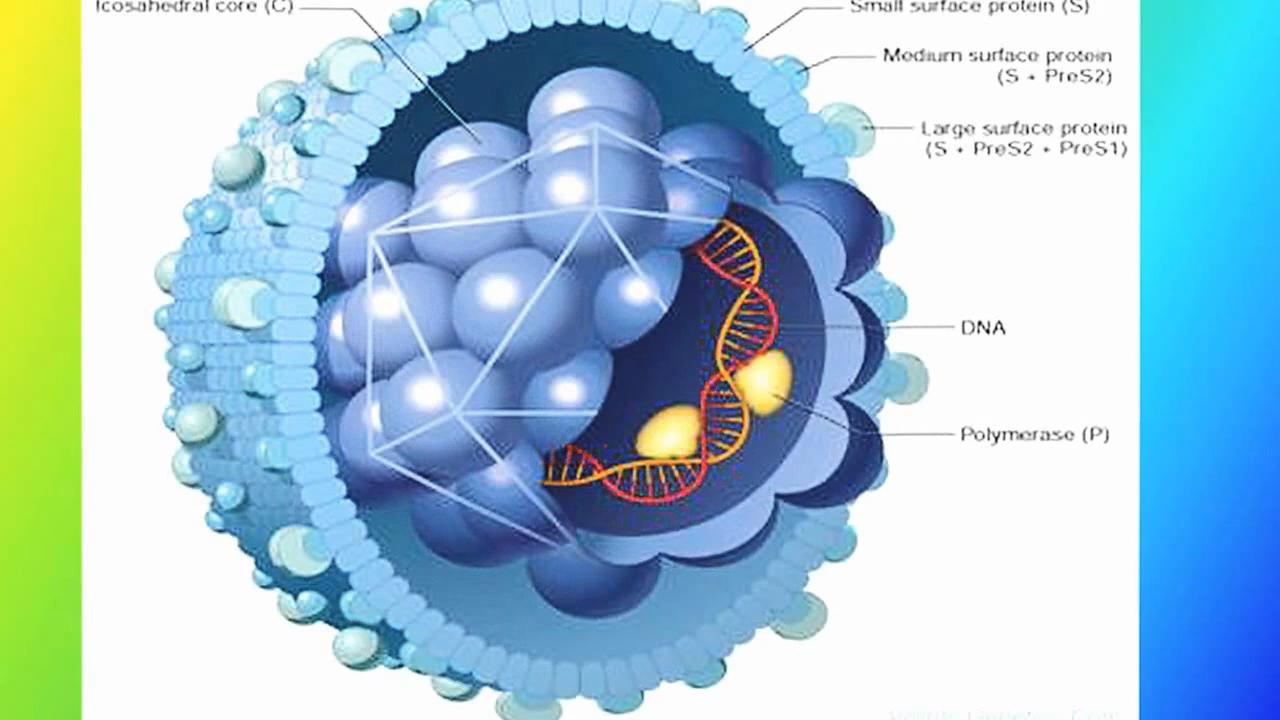 Icosahedral core (C)
Small surface protein (S)
Medium surface protein
(S + PreS2)
Large surface protein
(S + PreS2 + PreS1)
DNA
Polymerase (P)